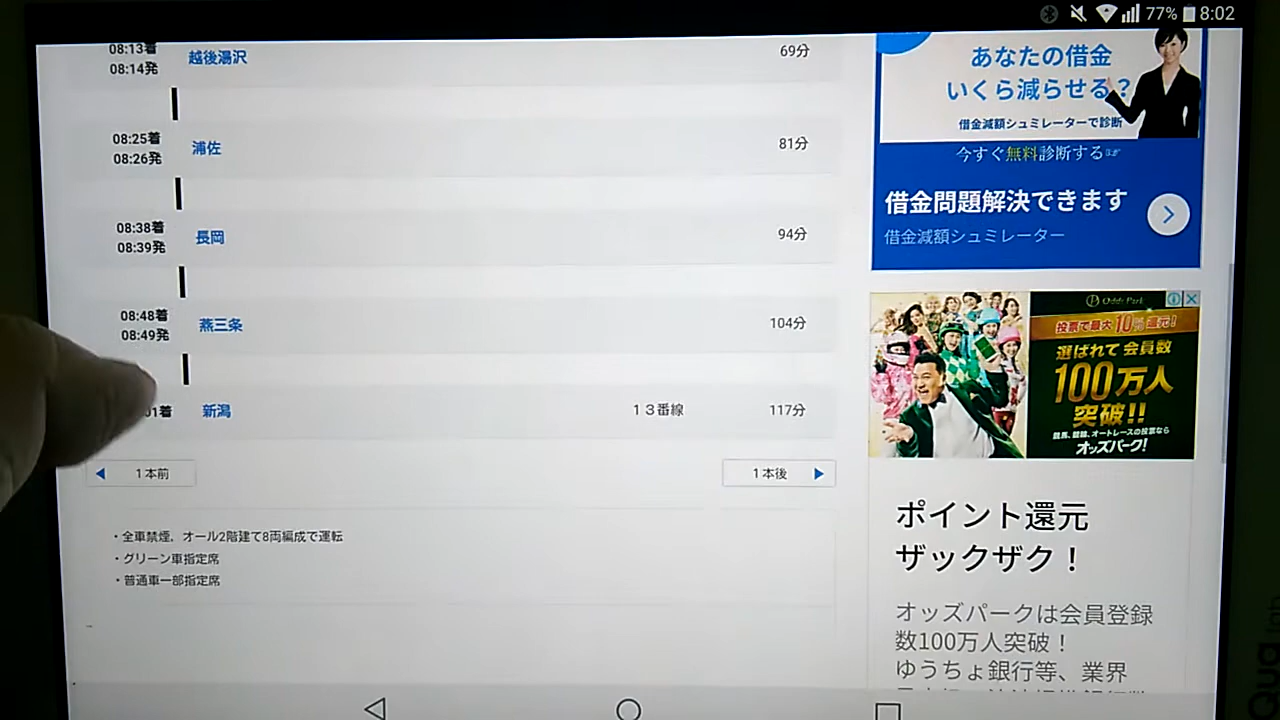 77% 8:02
08:13着
08:14発
越後湯沢
69分
08:25着
08:26発
浦佐
81分
08:38着
08:39発
長岡
94分
08:48着
08:49発
燕三条
104分
01着
新潟
13番線
117分
1本前
1本後
・全車禁煙、オール2階建て8両編成で運転
・グリーン車指定席
・普通車一部指定席
あなたの借金
いくら減らせる?
借金減額シュミレーターで診断
今すぐ無料診断する☞
借金問題解決できます
借金減額シュミレーター
Odds Park
投票で最大10%還元!
選ばれて 会員数
100万人
突破!!
競馬、競輪、オートレースの投票なら
オッズパーク!
ポイント還元
ザックザク！
オッズパークは会員登録
数100万人突破！
ゆうちょ銀行等、業界